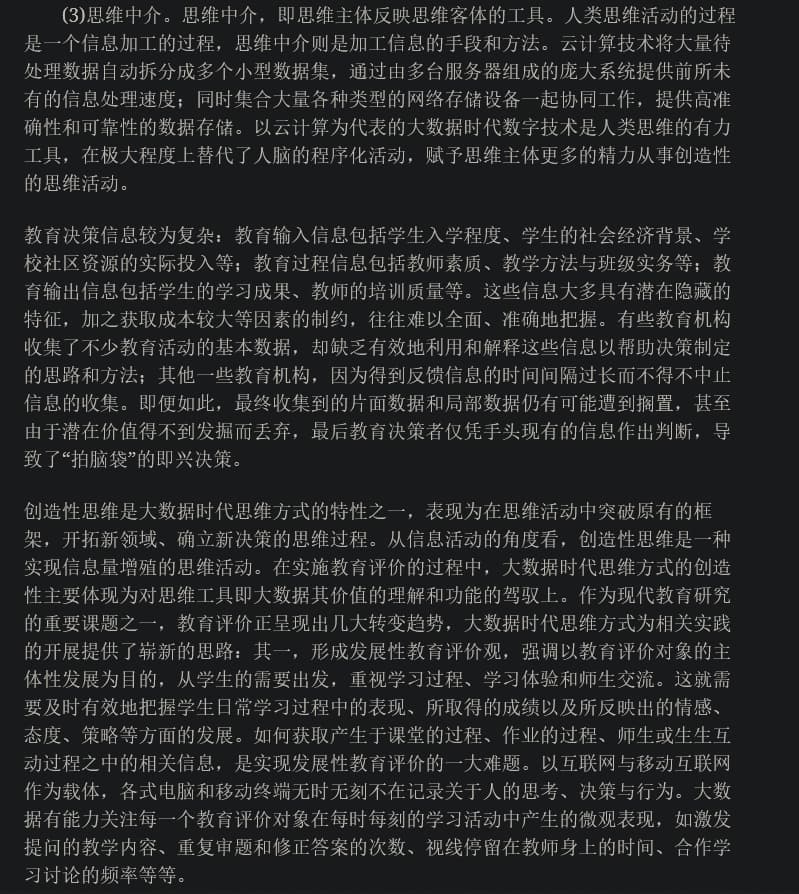 (3)思维中介。思维中介，即思维主体反映思维客体的工具。人类思维活动的过程
是一个信息加工的过程，思维中介则是加工信息的手段和方法。云计算技术将大量待
处理数据自动拆分成多个小型数据集，通过由多台服务器组成的庞大系统提供前所未
有的信息处理速度；同时集合大量各种类型的网络存储设备一起协同工作，提供高准
确性和可靠性的数据存储。以云计算为代表的大数据时代数字技术是人类思维的有力
工具，在极大程度上替代了人脑的程序化活动，赋予思维主体更多的精力从事创造性
的思维活动。
教育决策信息较为复杂：教育输入信息包括学生入学程度、学生的社会经济背景、学
校社区资源的实际投入等；教育过程信息包括教师素质、教学方法与班级实务等；教
育输出信息包括学生的学习成果、教师的培训质量等。这些信息大多具有潜在隐藏的
特征，加之获取成本较大等因素的制约，往往难以全面、准确地把握。有些教育机构
收集了不少教育活动的基本数据，却缺乏有效地利用和解释这些信息以帮助决策制定
的思路和方法；其他一些教育机构，因为得到反馈信息的时间间隔过长而不得不中止
信息的收集。即便如此，最终收集到的片面数据和局部数据仍有可能遭到搁置，甚至
由于潜在价值得不到发掘而丢弃，最后教育决策者仅凭手头现有的信息作出判断，导
致了“拍脑袋”的即兴决策。
创造性思维是大数据时代思维方式的特性之一，表现为在思维活动中突破原有的框
架，开拓新领域、确立新决策的思维过程。从信息活动的角度看，创造性思维是一种
实现信息量增殖的思维活动。在实施教育评价的过程中，大数据时代思维方式的创造
性主要体现为对思维工具即大数据其价值的理解和功能的驾驭上。作为现代教育研究
的重要课题之一，教育评价正呈现出几大转变趋势，大数据时代思维方式为相关实践
的开展提供了崭新的思路：其一，形成发展性教育评价观，强调以教育评价对象的主
体性发展为目的，从学生的需要出发，重视学习过程、学习体验和师生交流。这就需
要及时有效地把握学生日常学习过程中的表现、所取得的成绩以及所反映出的情感、
态度、策略等方面的发展。如何获取产生于课堂的过程、作业的过程、师生或生生互
动过程之中的相关信息，是实现发展性教育评价的一大难题。以互联网与移动互联网
作为载体，各式电脑和移动终端无时无刻不在记录关于人的思考、决策与行为。大数
据有能力关注每一个教育评价对象在每时每刻的学习活动中产生的微观表现，如激发
提问的教学内容、重复审题和修正答案的次数、视线停留在教师身上的时间、合作学
习讨论的频率等等。